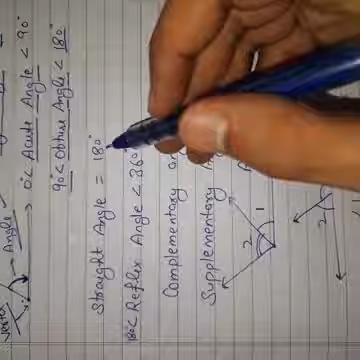 Vertex
Angle
0° < Acute Angle < 90°
90° < Obtuse Angle < 180°
Straight Angle = 180°
180° < Reflex Angle < 360°
Complementary
Supplementary
2 1
2